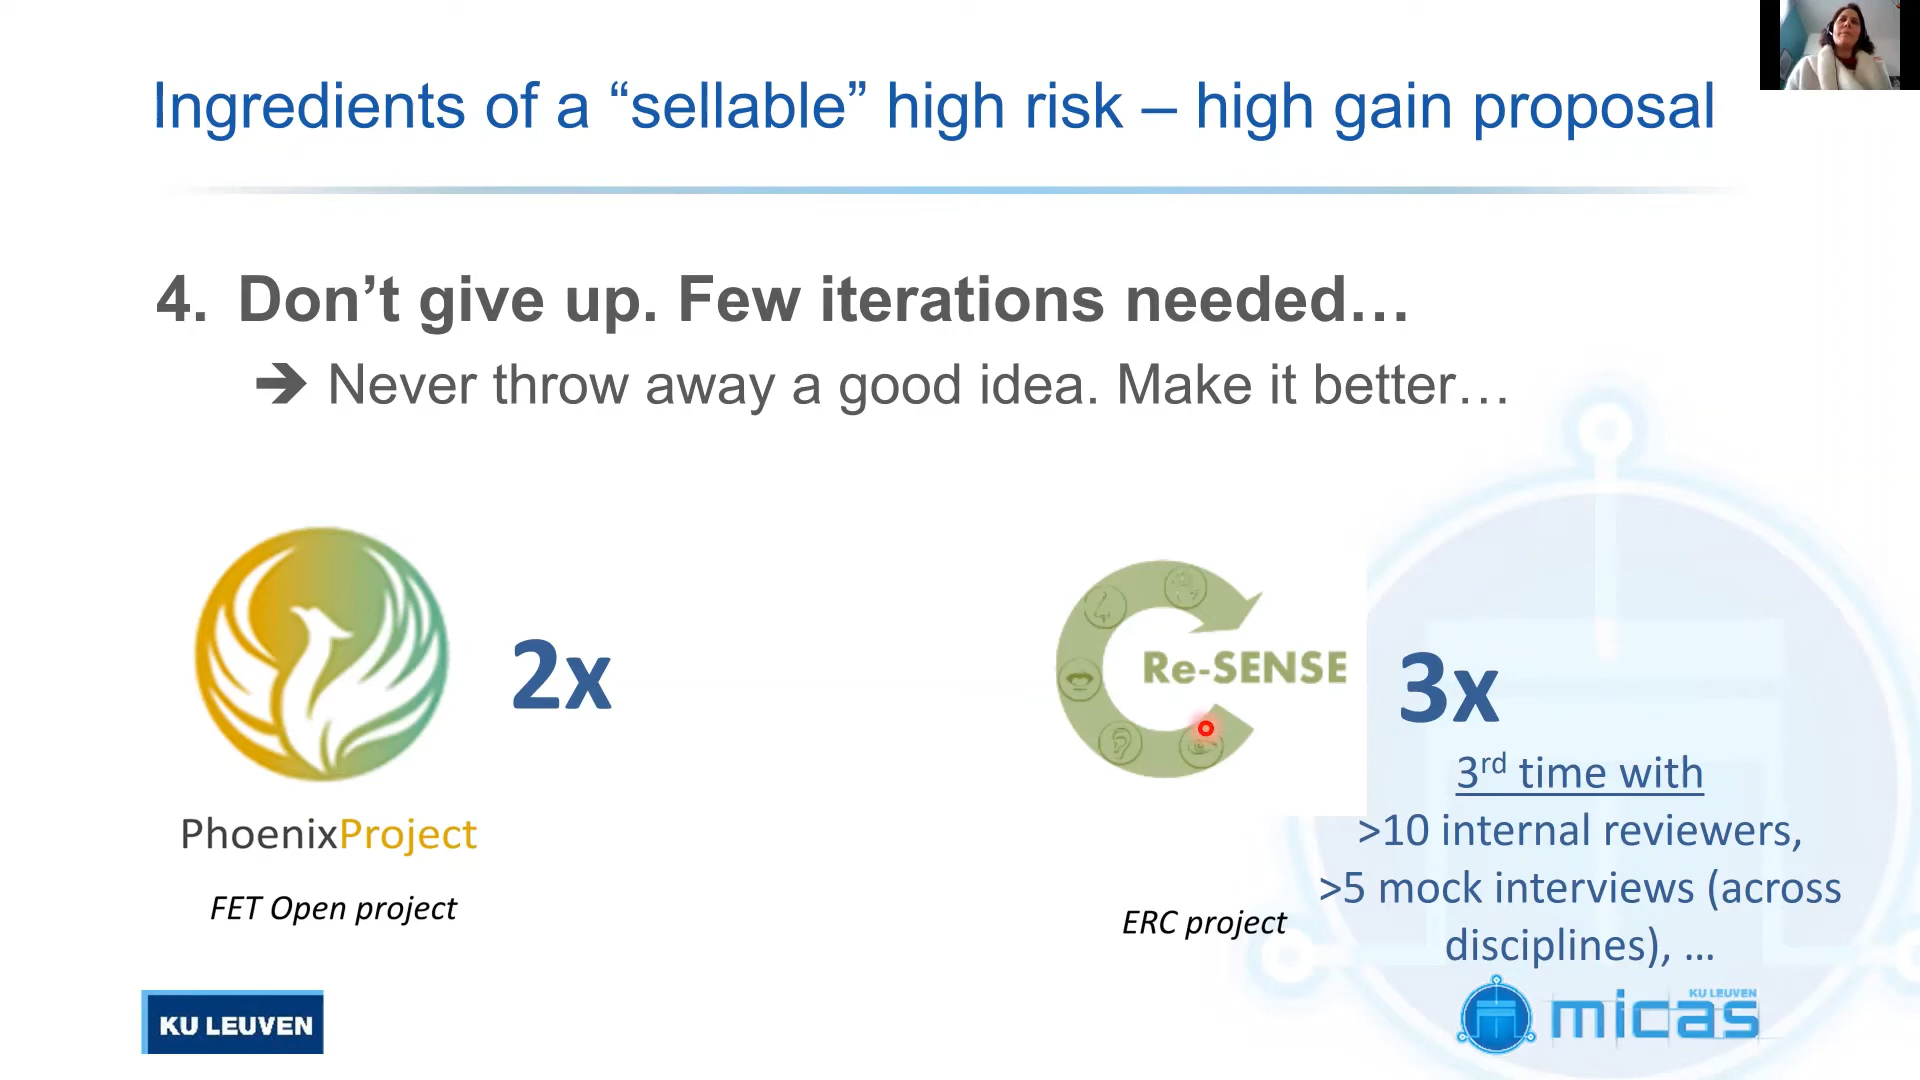 Ingredients of a “sellable” high risk – high gain proposal
4. Don’t give up. Few iterations needed…
➔ Never throw away a good idea. Make it better…
2x
Re-SENSE
3x
3rd time with
>10 internal reviewers,
>5 mock interviews (across
disciplines), …
PhoenixProject
FET Open project
ERC project
KU LEUVEN
KU LEUVEN
micas